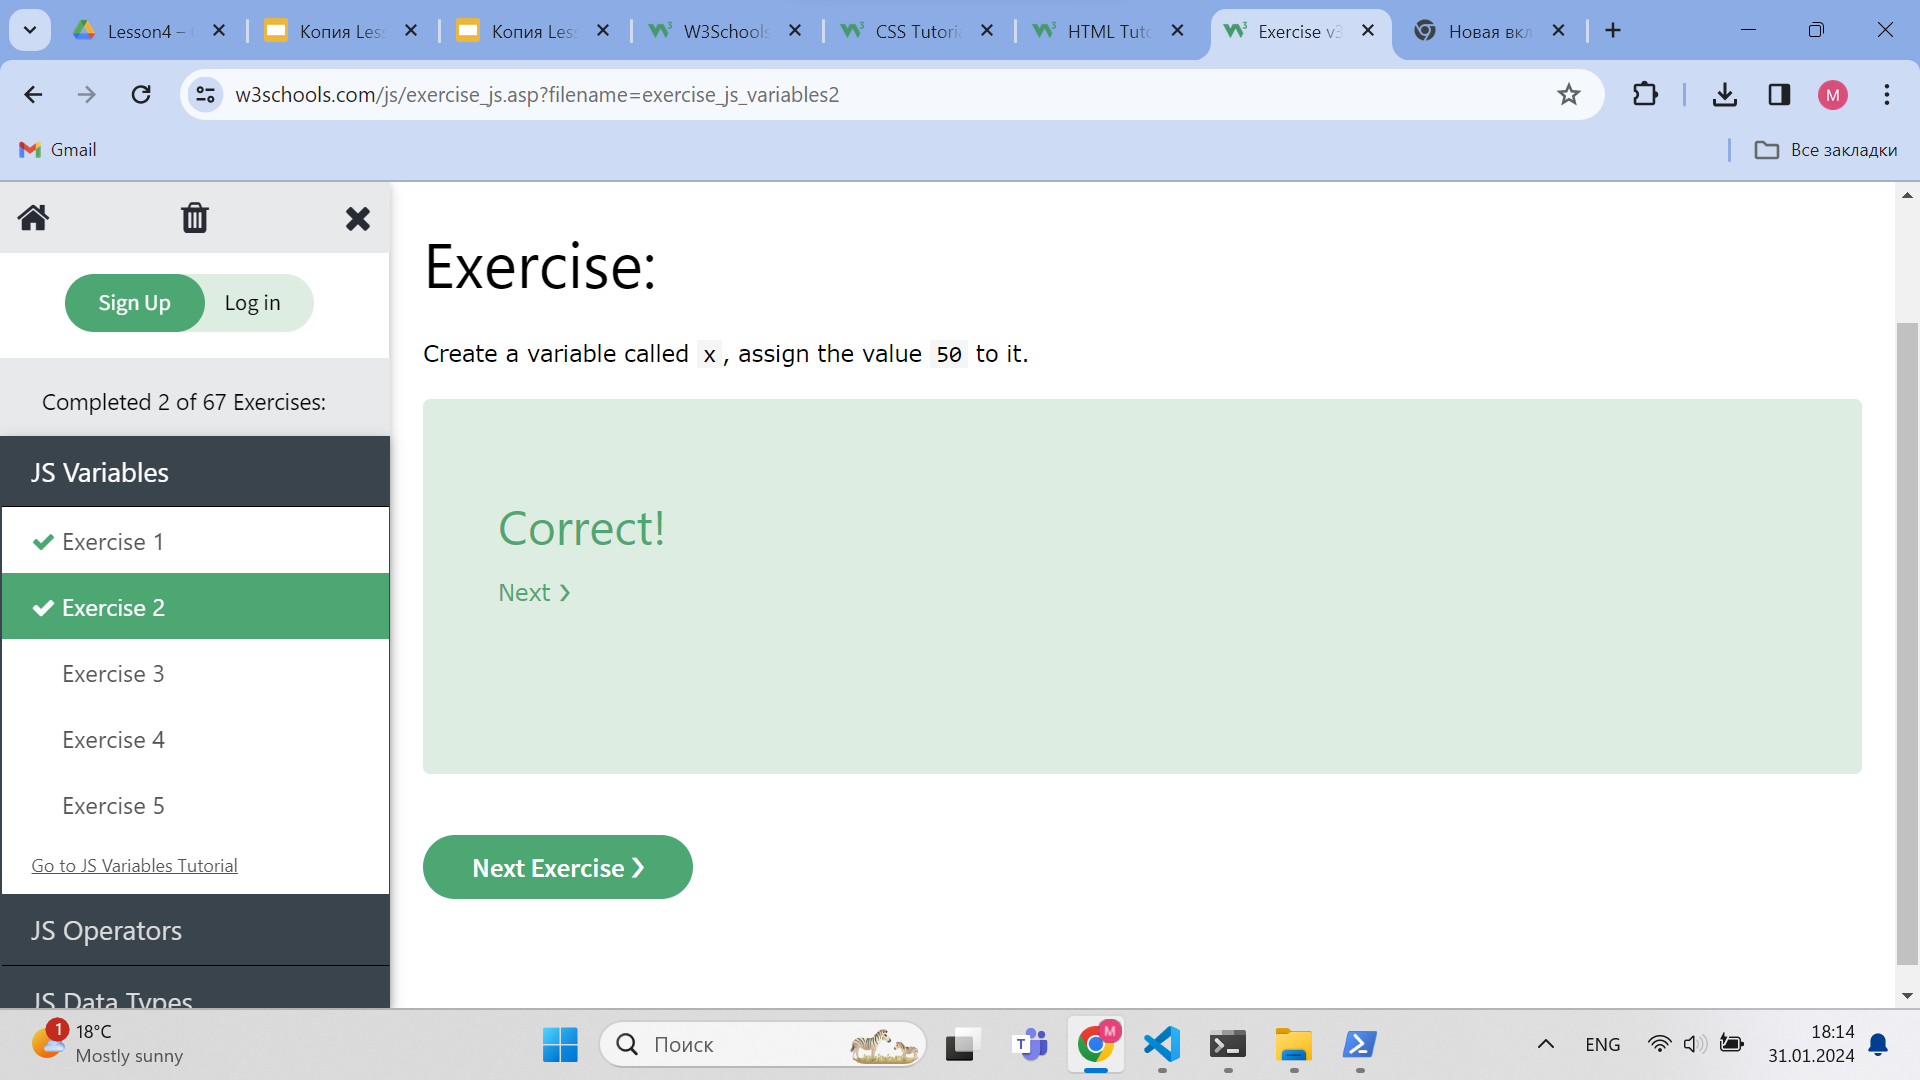 Lesson4 –
Копия Les
Копия Les
W3Schools
CSS Tutori
HTML Tuto
Exercise v3
Новая вкл
w3schools.com/js/exercise_js.asp?filename=exercise_js_variables2
M
Gmail
Все закладки
Sign Up
Log in
Completed 2 of 67 Exercises:
JS Variables
Exercise 1
Exercise 2
Exercise 3
Exercise 4
Exercise 5
Go to JS Variables Tutorial
JS Operators
JS Data Types
Exercise:
Create a variable called x, assign the value 50 to it.
Correct!
Next ❯
Next Exercise ❯
1
18°C
Mostly sunny
Поиск
T
M
ENG
18:14
31.01.2024